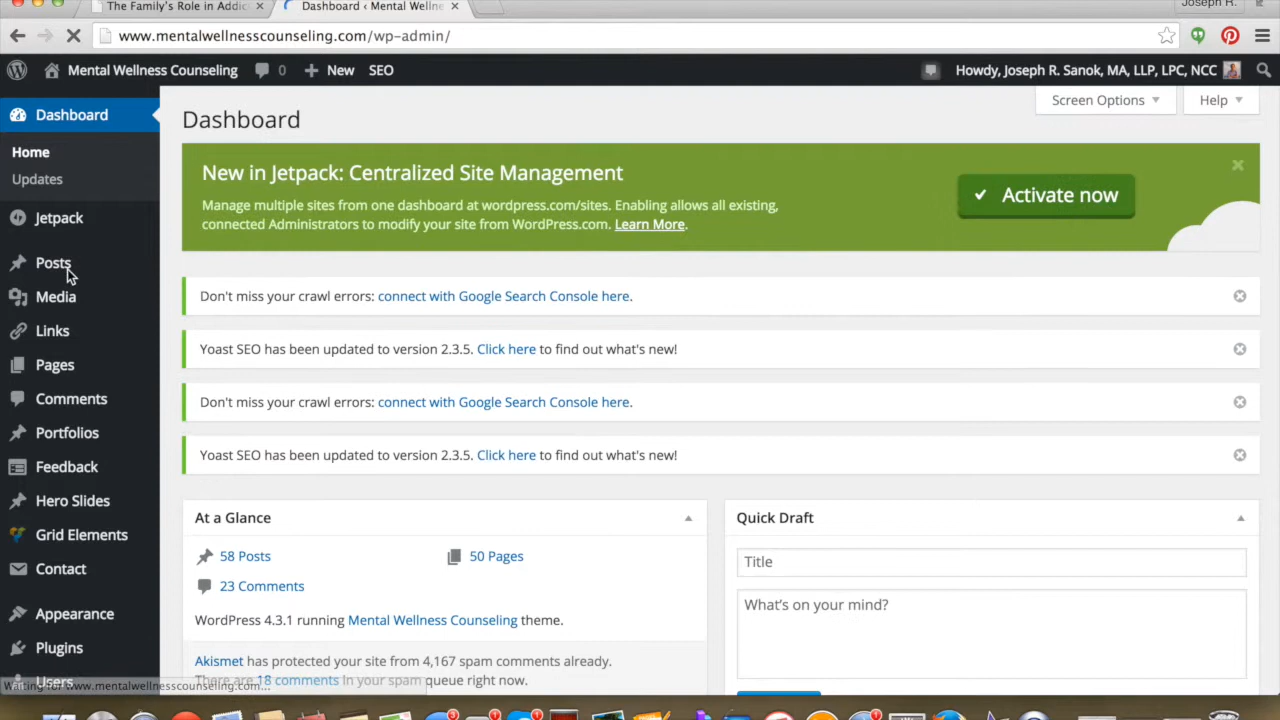 The Family's Role in Addic
Dashboard ‹ Mental Wellne
Joseph R.
www.mentalwellnesscounseling.com/wp-admin/
Mental Wellness Counseling
0
New
SEO
Howdy, Joseph R. Sanok, MA, LLP, LPC, NCC
Dashboard
Home
Updates
Jetpack
Posts
Media
Links
Pages
Comments
Portfolios
Feedback
Hero Slides
Grid Elements
Contact
Appearance
Plugins
Users
Screen Options
Help
Dashboard
New in Jetpack: Centralized Site Management
Manage multiple sites from one dashboard at wordpress.com/sites. Enabling allows all existing,
connected Administrators to modify your site from WordPress.com. Learn More.
Activate now
Don't miss your crawl errors: connect with Google Search Console here.
Yoast SEO has been updated to version 2.3.5. Click here to find out what's new!
Don't miss your crawl errors: connect with Google Search Console here.
Yoast SEO has been updated to version 2.3.5. Click here to find out what's new!
At a Glance
58 Posts
50 Pages
23 Comments
WordPress 4.3.1 running Mental Wellness Counseling theme.
Akismet has protected your site from 4,167 spam comments already.
There are 18 comments in your spam queue right now.
Quick Draft
Title
What's on your mind?
Waiting for www.mentalwellnesscounseling.com...